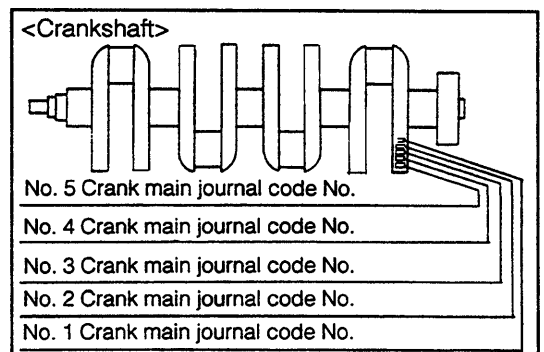 <Crankshaft>
No. 5 Crank main journal code No.
No. 4 Crank main journal code No.
No. 3 Crank main journal code No.
No. 2 Crank main journal code No.
No. 1 Crank main journal code No.